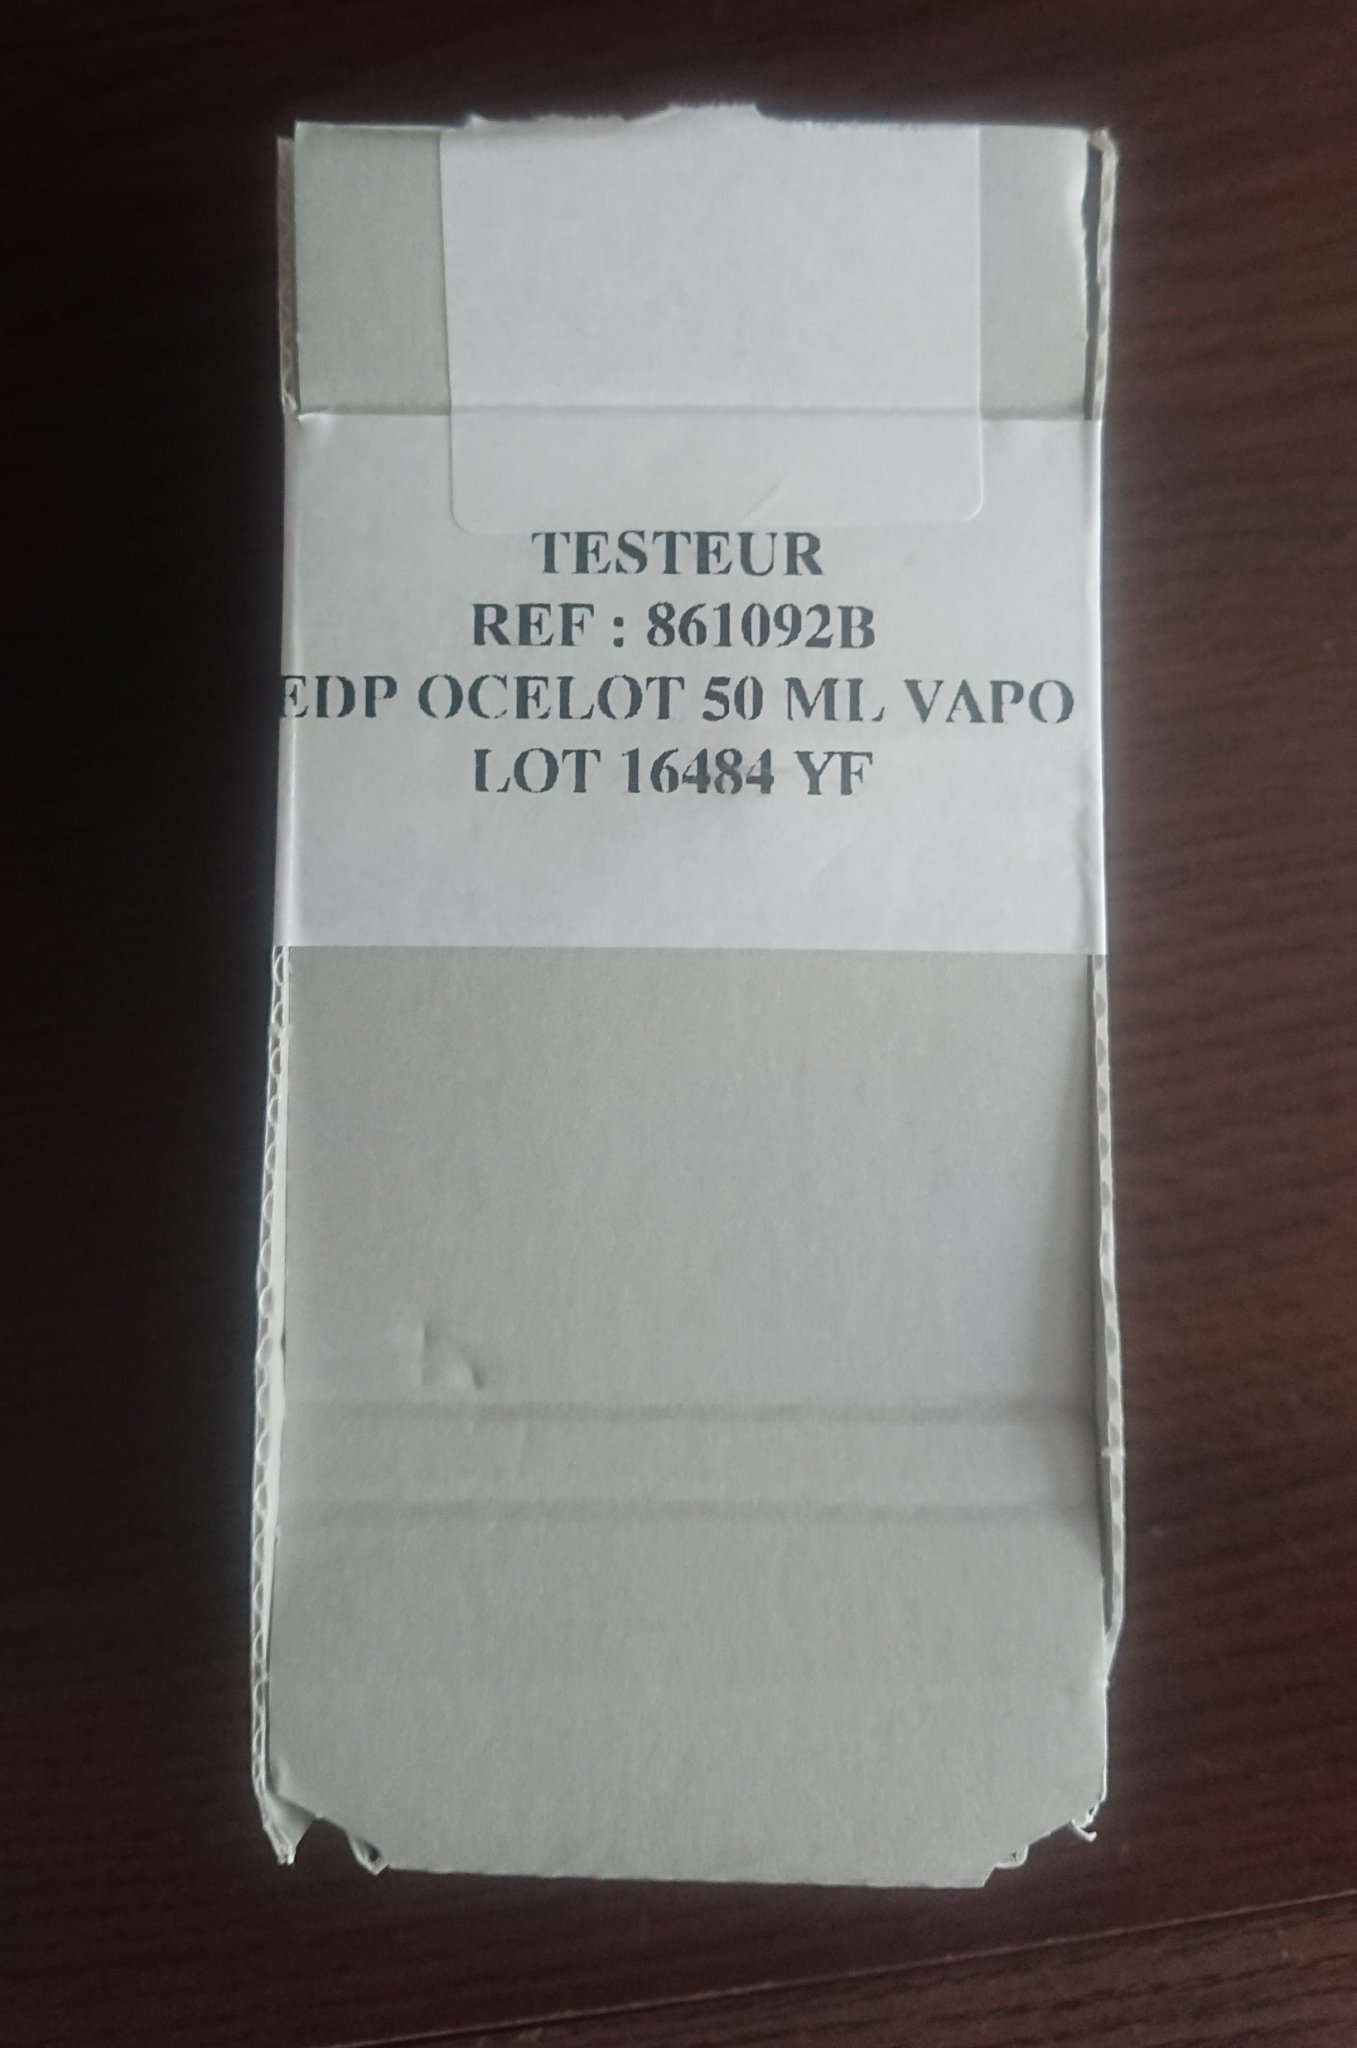 TESTEUR
REF : 861092B
EDP OCELOT 50 ML VAPO
LOT 16484 YF